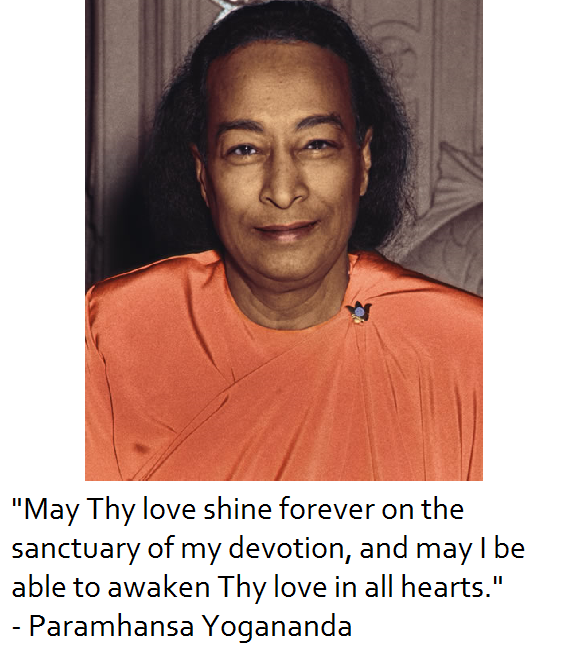 "May Thy love shine forever on the
sanctuary of my devotion, and may I be
able to awaken Thy love in all hearts."
- Paramhansa Yogananda